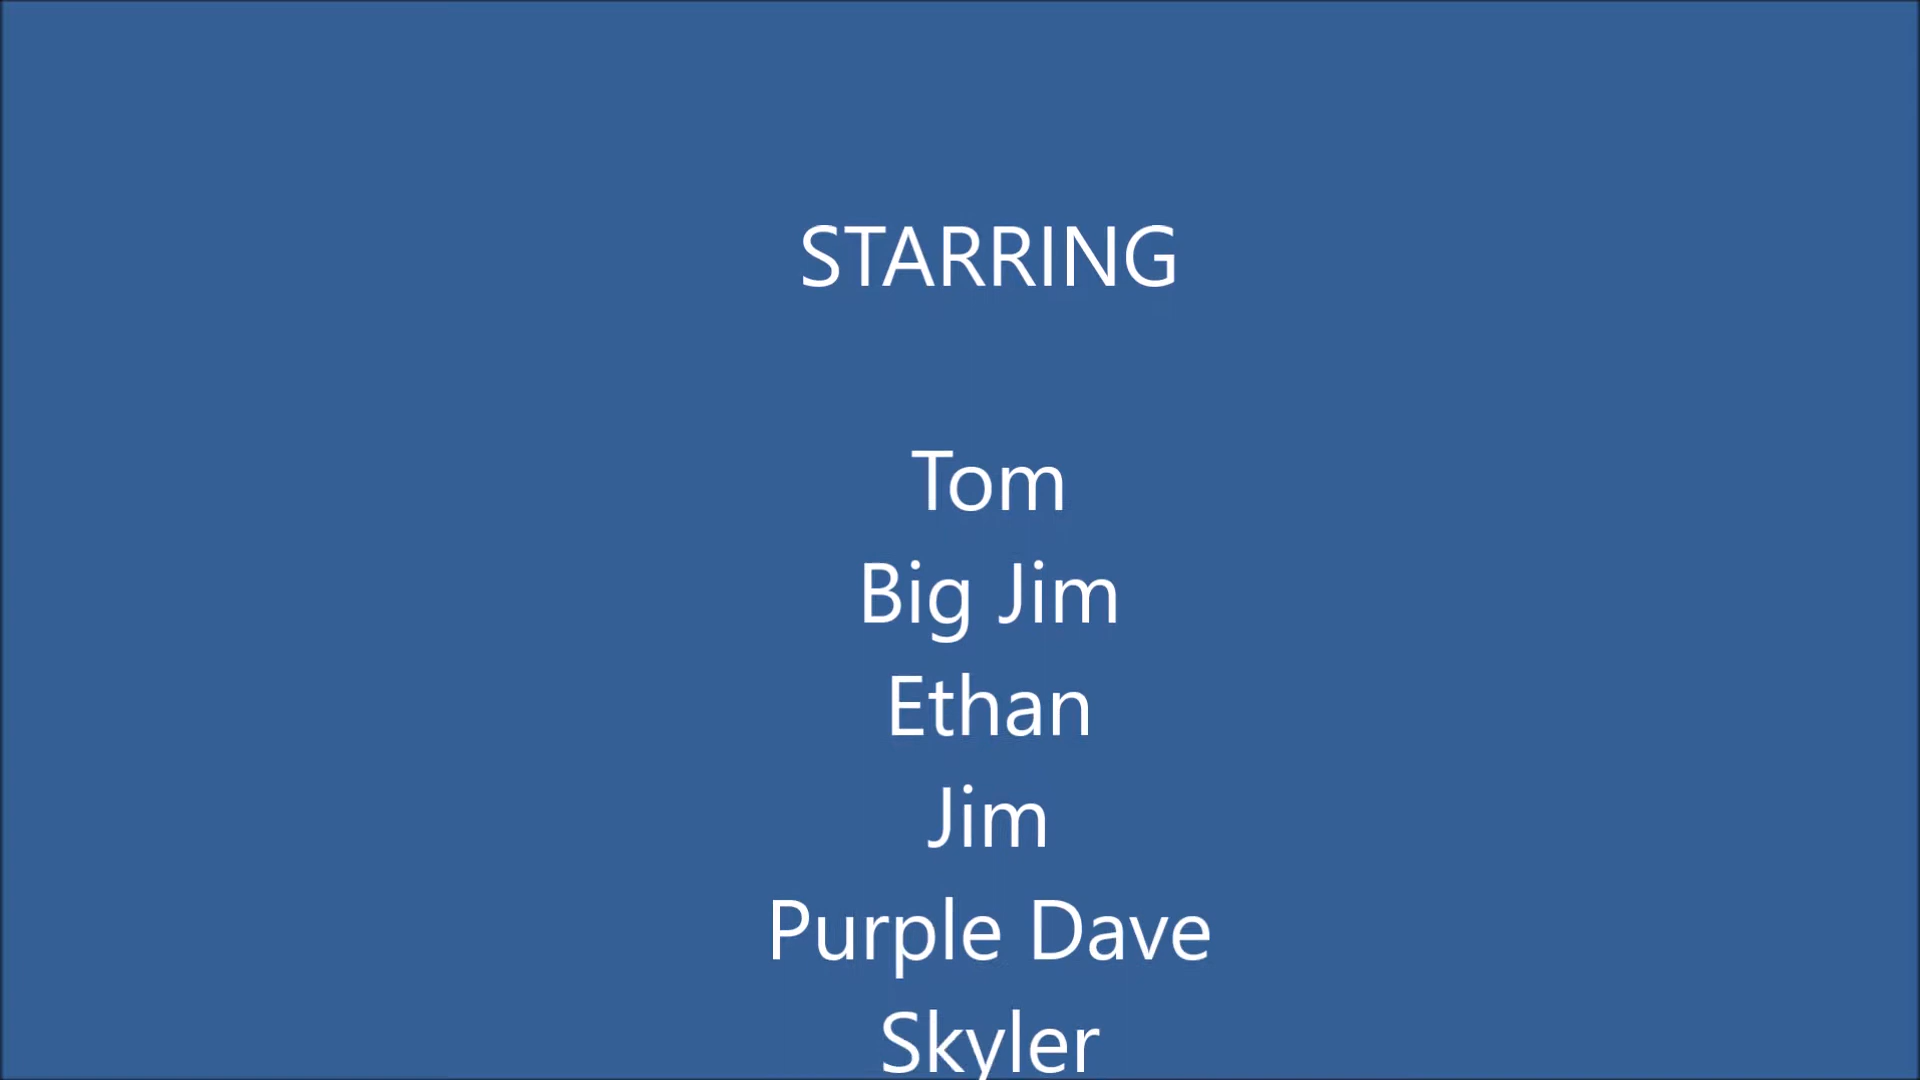 STARRING
Tom
Big Jim
Ethan
Jim
Purple Dave
Skyler